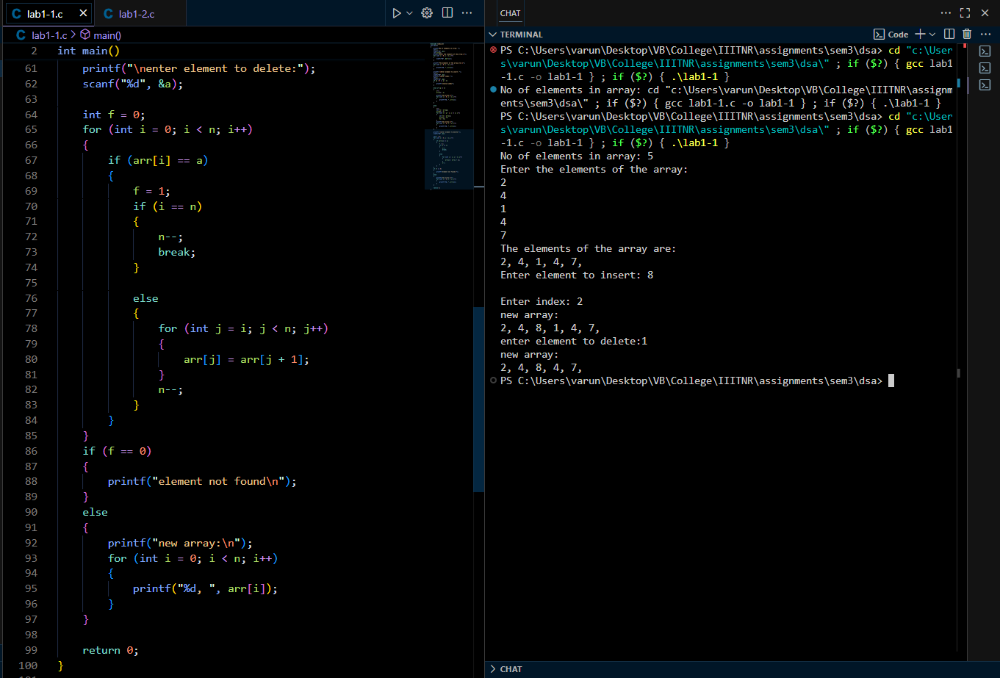 lab1-1.c
lab1-2.c
lab1-1.c > main()
2 int main()
61 printf("\nenter element to delete:");
62 scanf("%d", &a);
63
64 int f = 0;
65 for (int i = 0; i < n; i++)
66 {
67 if (arr[i] == a)
68 {
69 f = 1;
70 if (i == n)
71 {
72 n--;
73 break;
74 }
75
76 else
77 {
78 for (int j = i; j < n; j++)
79 {
80 arr[j] = arr[j + 1];
81 }
82 n--;
83 }
84 }
85 }
86 if (f == 0)
87 {
88 printf("element not found\n");
89 }
90 else
91 {
92 printf("new array:\n");
93 for (int i = 0; i < n; i++)
94 {
95 printf("%d, ", arr[i]);
96 }
97 }
98
99 return 0;
100 }
CHAT
TERMINAL
Code
PS C:\Users\varun\Desktop\VB\College\IIITNR\assignments\sem3\dsa> cd "c:\User
s\varun\Desktop\VB\College\IIITNR\assignments\sem3\dsa\" ; if ($?) { gcc lab1
-1.c -o lab1-1 } ; if ($?) { .\lab1-1 }
No of elements in array: cd "c:\Users\varun\Desktop\VB\College\IIITNR\assignm
ents\sem3\dsa\" ; if ($?) { gcc lab1-1.c -o lab1-1 } ; if ($?) { .\lab1-1 }
PS C:\Users\varun\Desktop\VB\College\IIITNR\assignments\sem3\dsa> cd "c:\User
s\varun\Desktop\VB\College\IIITNR\assignments\sem3\dsa\" ; if ($?) { gcc lab1
-1.c -o lab1-1 } ; if ($?) { .\lab1-1 }
No of elements in array: 5
Enter the elements of the array:
2
4
1
4
7
The elements of the array are:
2, 4, 1, 4, 7,
Enter element to insert: 8
Enter index: 2
new array:
2, 4, 8, 1, 4, 7,
enter element to delete:1
new array:
2, 4, 8, 4, 7,
PS C:\Users\varun\Desktop\VB\College\IIITNR\assignments\sem3\dsa>
CHAT